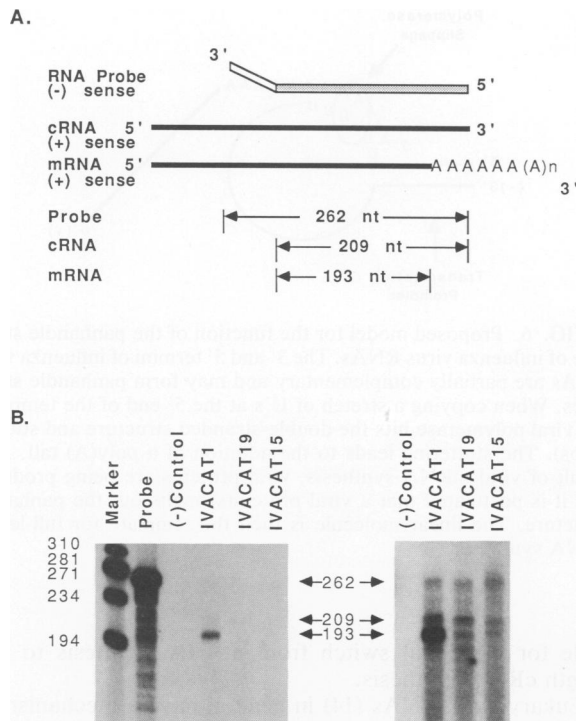 A.
3'
RNA Probe
(-) sense
5'
cRNA 5'
(+) sense
3'
mRNA 5'
(+) sense
A A A A A A (A)n
3'
Probe
262 nt
cRNA
209 nt
mRNA
193 nt
B.
Marker
Probe
(-)Control
IVACAT1
IVACAT19
IVACAT15
(-)Control
IVACAT1
IVACAT19
IVACAT15
310
281
271
234
194
262
209
193